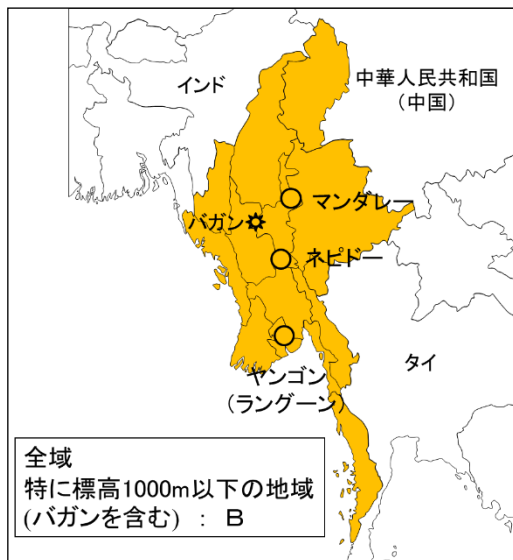 インド
中華人民共和国
（中国）
マンダレー
バガン
ネピドー
ヤンゴン
（ラングーン）
タイ
全域
特に標高1000m以下の地域
(バガンを含む) : B